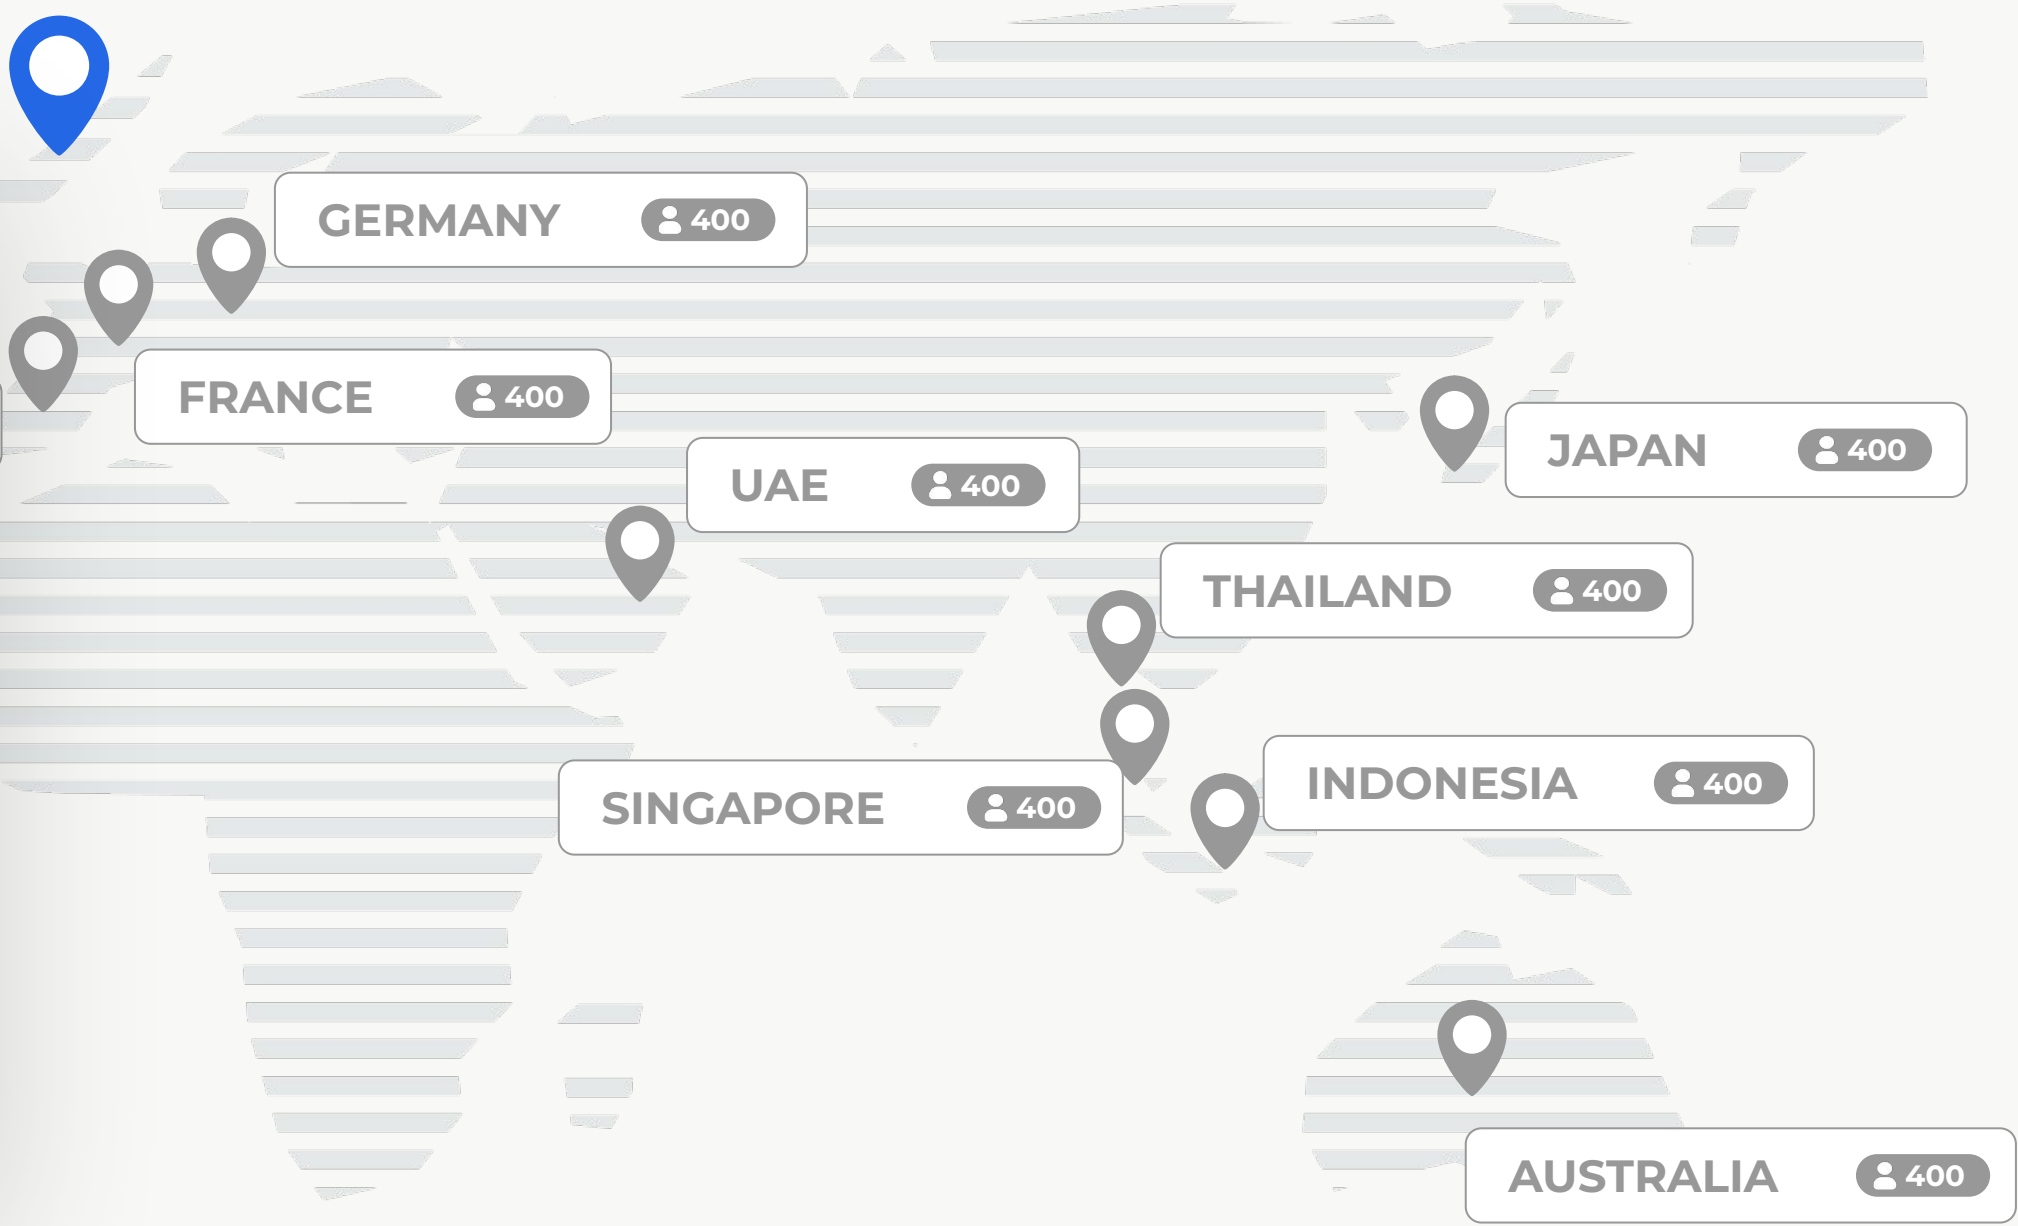 GERMANY 400
FRANCE 400
UAE 400
JAPAN 400
THAILAND 400
SINGAPORE 400
INDONESIA 400
AUSTRALIA 400